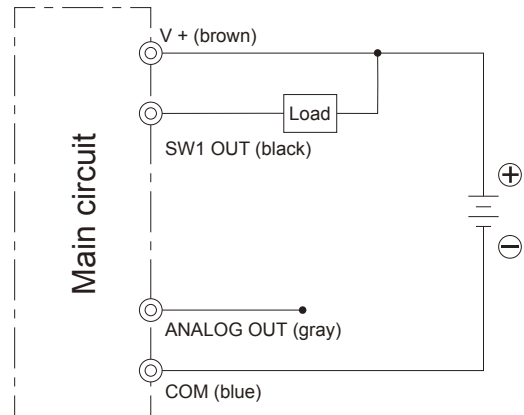 V + (brown)
Load
SW1 OUT (black)
Main circuit
ANALOG OUT (gray)
COM (blue)